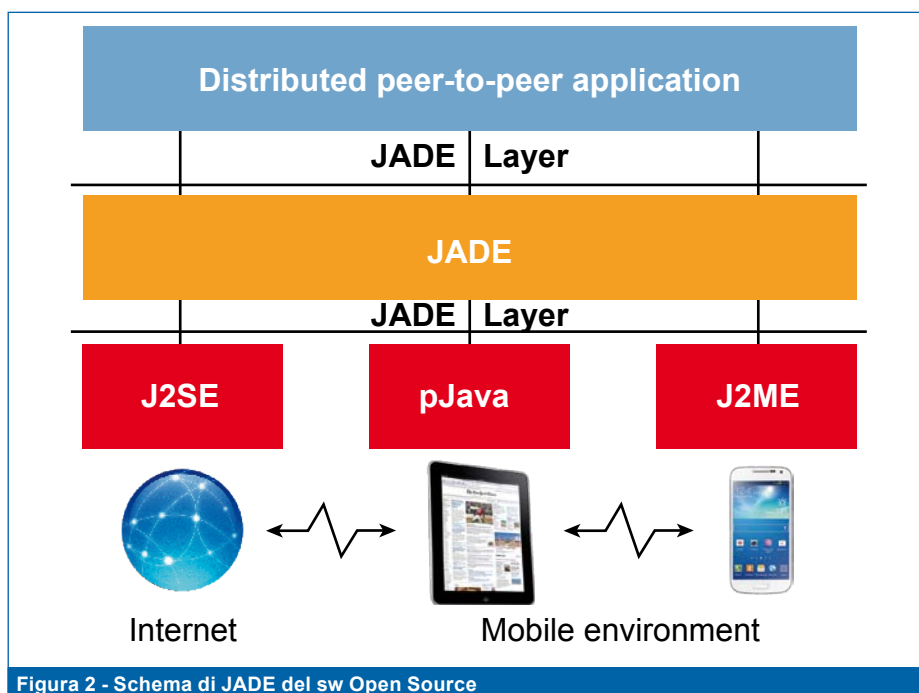 Distributed peer-to-peer application
JADE Layer
JADE
JADE Layer
J2SE pJava J2ME
Internet Mobile environment
Figura 2 - Schema di JADE del sw Open Source